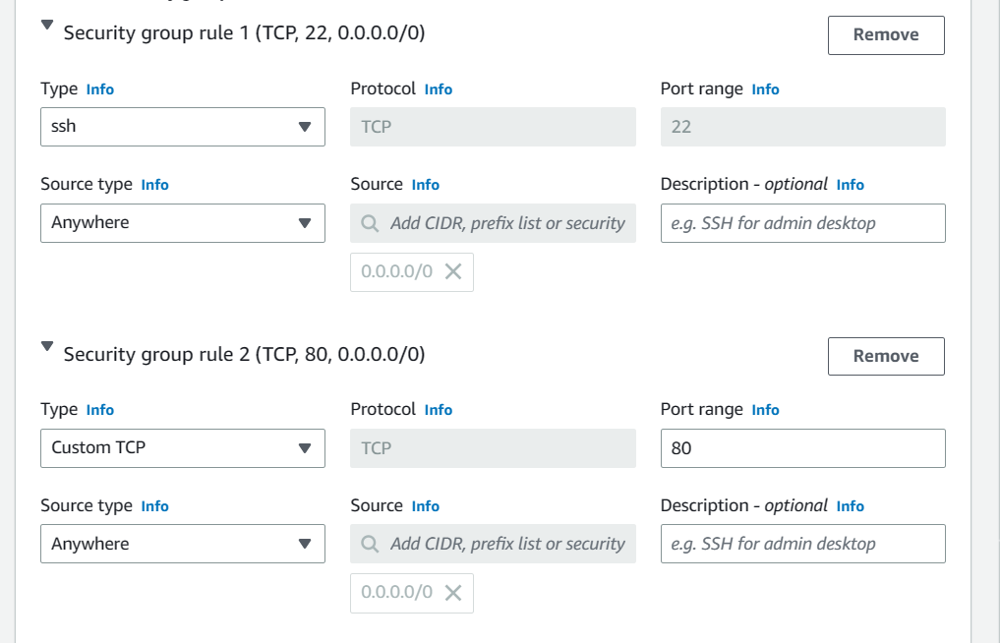 Security group rule 1 (TCP, 22, 0.0.0.0/0)
Remove
Type Info
Protocol Info
Port range Info
ssh
TCP
22
Source type Info
Source Info
Description - optional Info
Anywhere
Add CIDR, prefix list or security
e.g. SSH for admin desktop
0.0.0.0/0
Security group rule 2 (TCP, 80, 0.0.0.0/0)
Remove
Type Info
Protocol Info
Port range Info
Custom TCP
TCP
80
Source type Info
Source Info
Description - optional Info
Anywhere
Add CIDR, prefix list or security
e.g. SSH for admin desktop
0.0.0.0/0